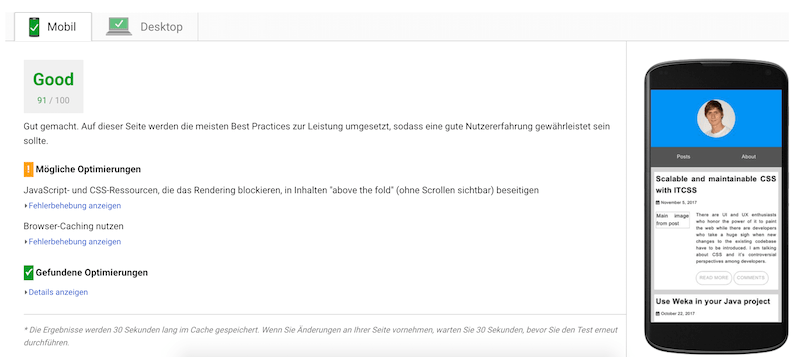 Mobil
Desktop
Good
91 / 100
Gut gemacht. Auf dieser Seite werden die meisten Best Practices zur Leistung umgesetzt, sodass eine gute Nutzererfahrung gewährleistet sein
sollte.
! Mögliche Optimierungen
JavaScript- und CSS-Ressourcen, die das Rendering blockieren, in Inhalten "above the fold" (ohne Scrollen sichtbar) beseitigen
Fehlerbehebung anzeigen
Browser-Caching nutzen
Fehlerbehebung anzeigen
Gefundene Optimierungen
Details anzeigen
* Die Ergebnisse werden 30 Sekunden lang im Cache gespeichert. Wenn Sie Änderungen an Ihrer Seite vornehmen, warten Sie 30 Sekunden, bevor Sie den Test erneut
durchführen.
Posts
About
Scalable and maintainable CSS
with ITCSS
November 5, 2017
Main image
from post
There are UI and UX enthusiasts
who honor the power of it to paint
the web while there are developers
who take a huge sigh when new
changes to the existing codebase
have to be introduced. I am talking
about CSS and it's controversial
perspectives among developers.
READ MORE
COMMENTS
Use Weka in your Java project
October 22, 2017